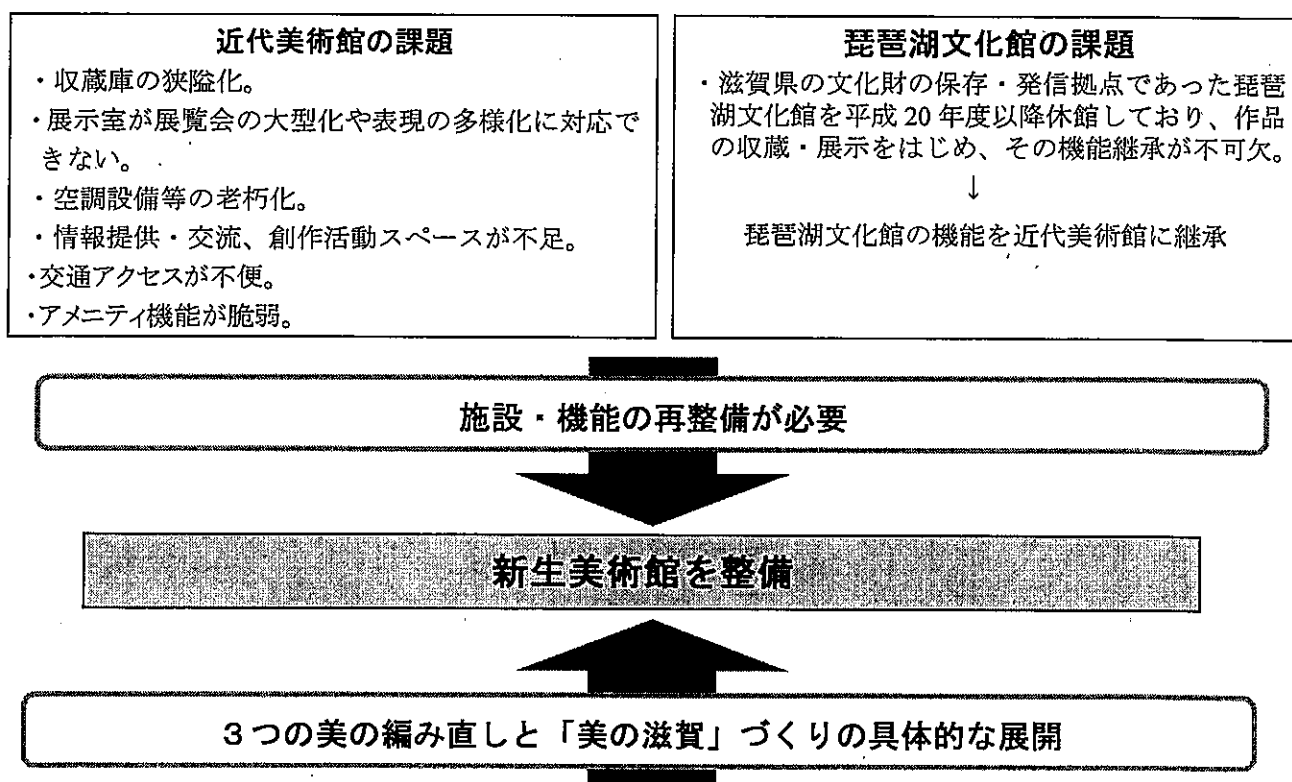 近代美術館の課題
・収蔵庫の狭隘化。
・展示室が展覧会の大型化や表現の多様化に対応で
きない。
・空調設備等の老朽化。
・情報提供・交流、創作活動スペースが不足。
・交通アクセスが不便。
・アメニティ機能が脆弱。
琵琶湖文化館の課題
・滋賀県の文化財の保存・発信拠点であった琵琶
湖文化館を平成 20 年度以降休館しており、作品
の収蔵・展示をはじめ、その機能継承が不可欠。
↓
琵琶湖文化館の機能を近代美術館に継承
施設・機能の再整備が必要
新生美術館を整備
3つの美の編み直しと「美の滋賀」づくりの具体的な展開